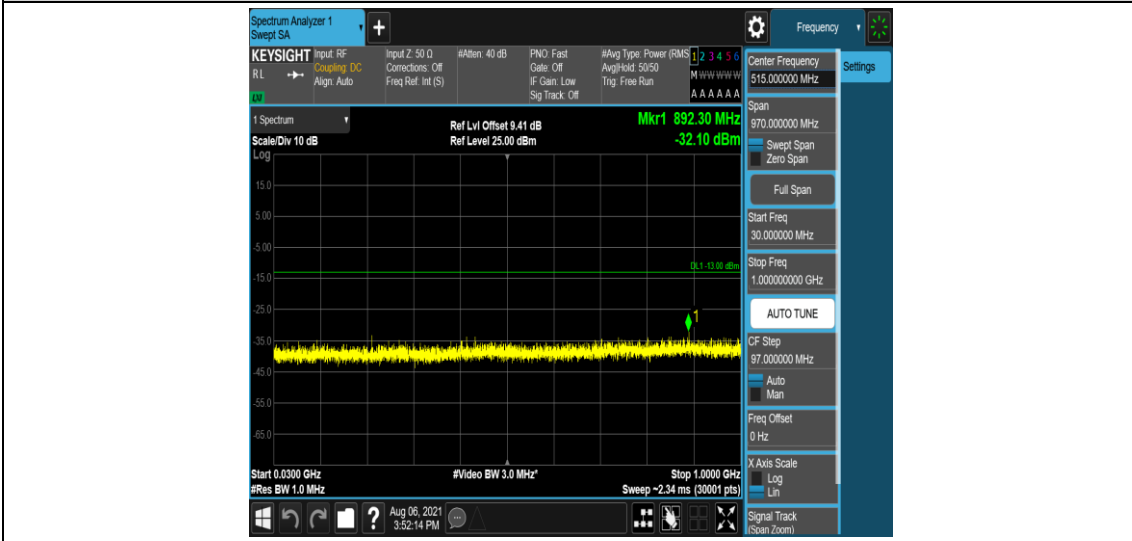 Spectrum Analyzer 1
Swept SA
Frequency
KEYSIGHT
RL
Input: RF
Coupling: DC
Align: Auto
Input Z: 50 Ω
Corrections: Off
Freq Ref: Int (S)
#Atten: 40 dB
PNO: Fast
Gate: Off
IF Gain: Low
Sig Track: Off
#Avg Type: Power (RMS
Avg|Hold: 50/50
Trig: Free Run
1 2 3 4 5 6
M W W W W W
A A A A A A
1 Spectrum
Scale/Div 10 dB
Log
Ref Lvl Offset 9.41 dB
Ref Level 25.00 dBm
Mkr1 892.30 MHz
-32.10 dBm
15.0
5.00
-5.00
-15.0
-25.0
-35.0
-45.0
-55.0
-65.0
DL1 -13.00 dBm
1
Start 0.0300 GHz
#Res BW 1.0 MHz
#Video BW 3.0 MHz*
Stop 1.0000 GHz
Sweep ~2.34 ms (30001 pts)
?
Aug 06, 2021
3:52:14 PM
Center Frequency
515.000000 MHz
Settings
Span
970.000000 MHz
Swept Span
Zero Span
Full Span
Start Freq
30.000000 MHz
Stop Freq
1.000000000 GHz
AUTO TUNE
CF Step
97.000000 MHz
Auto
Man
Freq Offset
0 Hz
X Axis Scale
Log
Lin
Signal Track
(Span Zoom)